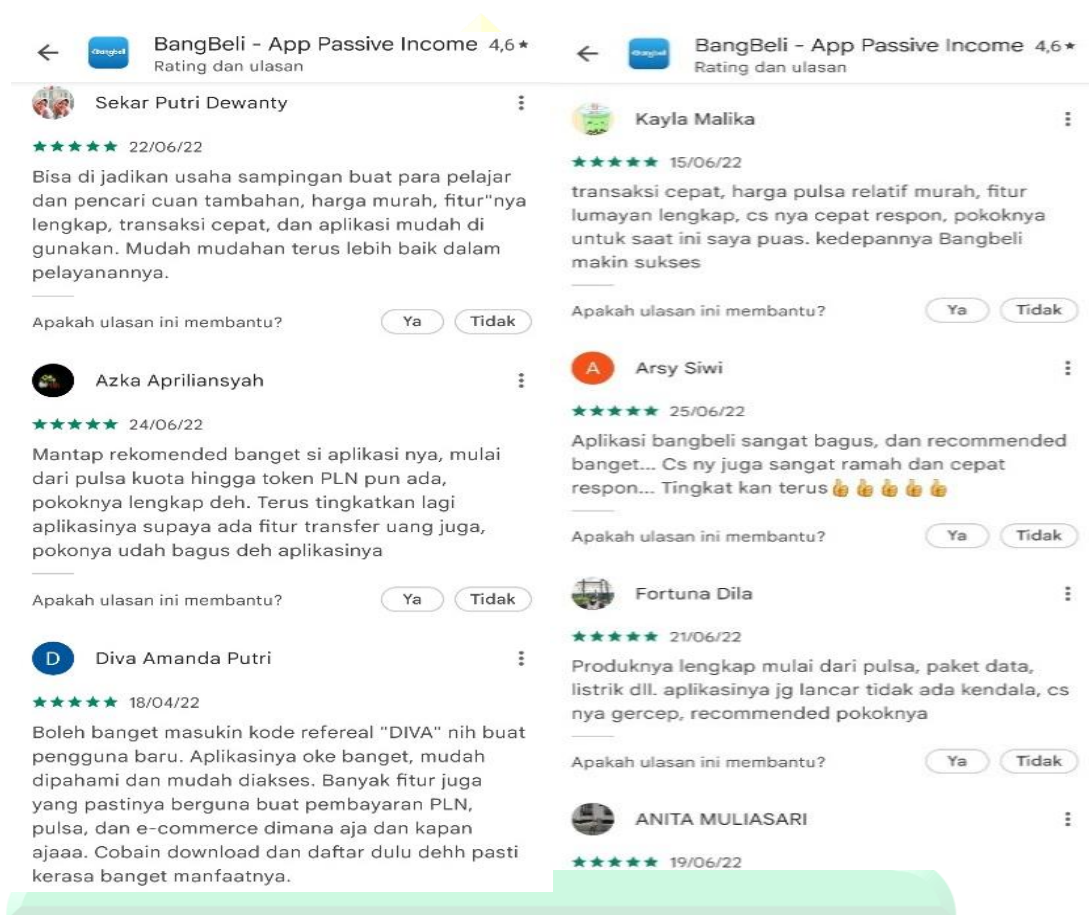 BangBeli - App Passive Income 4,6★
Rating dan ulasan
Sekar Putri Dewanty
★★★★★ 22/06/22
Bisa di jadikan usaha sampingan buat para pelajar
dan pencari cuan tambahan, harga murah, fitur"nya
lengkap, transaksi cepat, dan aplikasi mudah di
gunakan. Mudah mudahan terus lebih baik dalam
pelayanannya.
Apakah ulasan ini membantu? Ya Tidak
Azka Apriliansyah
★★★★★ 24/06/22
Mantap rekomended banget si aplikasi nya, mulai
dari pulsa kuota hingga token PLN pun ada,
pokoknya lengkap deh. Terus tingkatkan lagi
aplikasinya supaya ada fitur transfer uang juga,
pokonya udah bagus deh aplikasinya
Apakah ulasan ini membantu? Ya Tidak
D Diva Amanda Putri
★★★★★ 18/04/22
Boleh banget masukin kode refereal "DIVA" nih buat
pengguna baru. Aplikasinya oke banget, mudah
dipahami dan mudah diakses. Banyak fitur juga
yang pastinya berguna buat pembayaran PLN,
pulsa, dan e-commerce dimana aja dan kapan
ajaaa. Cobain download dan daftar dulu dehh pasti
kerasa banget manfaatnya.
BangBeli - App Passive Income 4,6★
Rating dan ulasan
Kayla Malika
★★★★★ 15/06/22
transaksi cepat, harga pulsa relatif murah, fitur
lumayan lengkap, cs nya cepat respon, pokoknya
untuk saat ini saya puas. kedepannya Bangbeli
makin sukses
Apakah ulasan ini membantu? Ya Tidak
A Arsy Siwi
★★★★★ 25/06/22
Aplikasi bangbeli sangat bagus, dan recommended
banget... Cs ny juga sangat ramah dan cepat
respon... Tingkat kan terus👍👍👍👍👍
Apakah ulasan ini membantu? Ya Tidak
Fortuna Dila
★★★★★ 21/06/22
Produknya lengkap mulai dari pulsa, paket data,
listrik dll. aplikasinya jg lancar tidak ada kendala, cs
nya gercep, recommended pokoknya
Apakah ulasan ini membantu? Ya Tidak
ANITA MULIASARI
★★★★★ 19/06/22